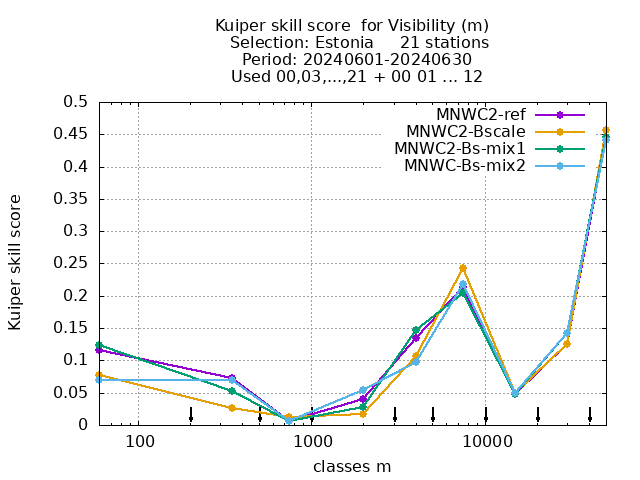 Kuiper skill score  for Visibility (m)
Selection: Estonia     21 stations
Period: 20240601-20240630
Used 00,03,...,21 + 00 01 ... 12
MNWC2-ref
MNWC2-Bscale
MNWC2-Bs-mix1
MNWC-Bs-mix2
Kuiper skill score
0.5
0.45
0.4
0.35
0.3
0.25
0.2
0.15
0.1
0.05
0
100
1000
10000
classes m